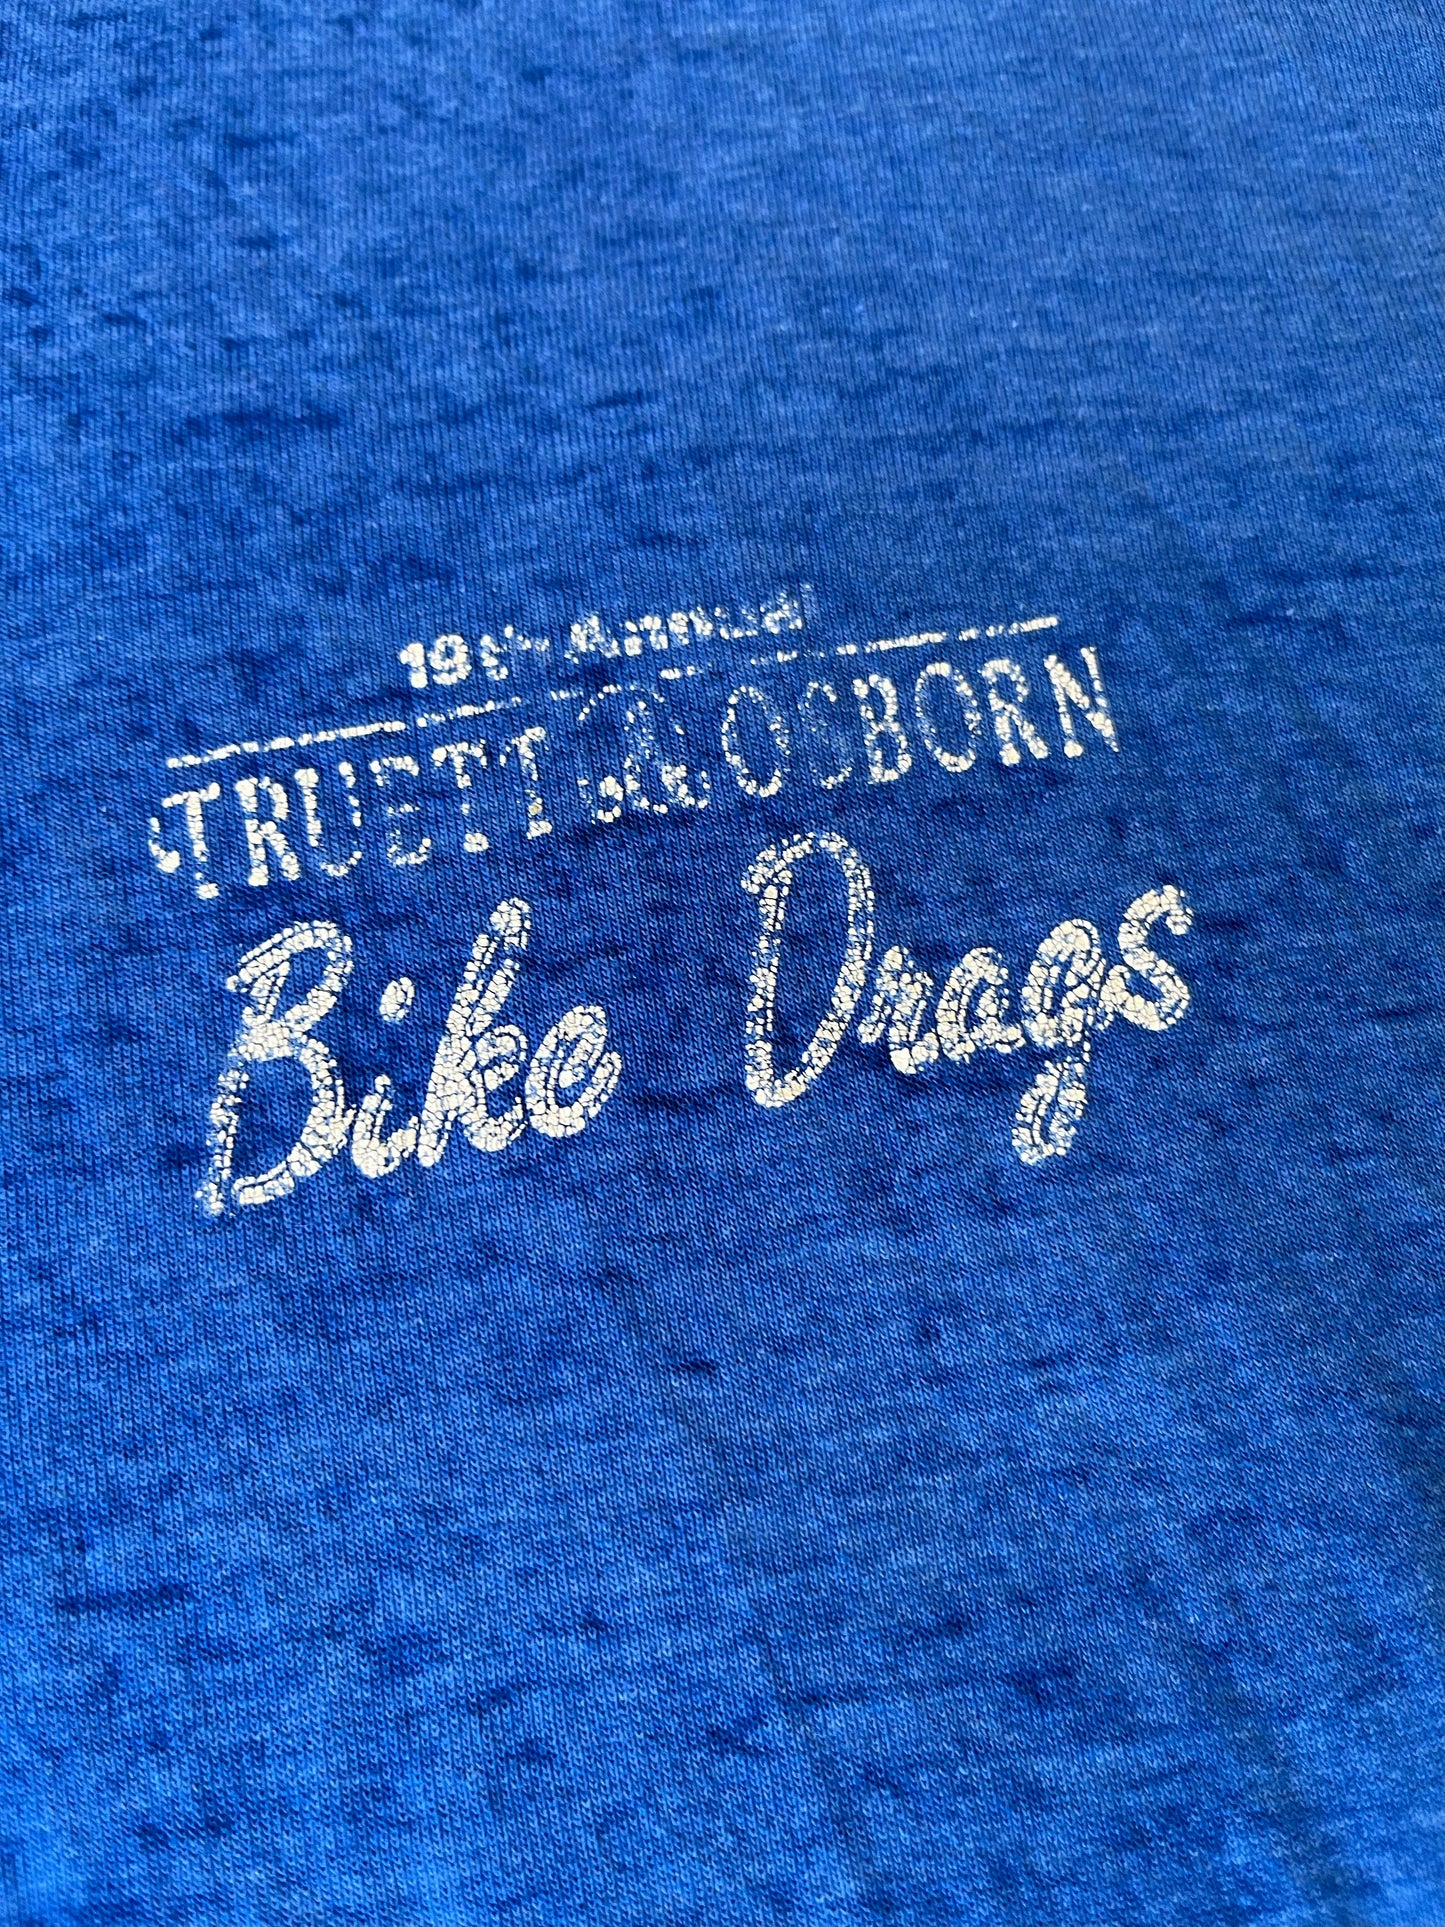 19th Annual
TRUETT & OSBORN
Bike Drags